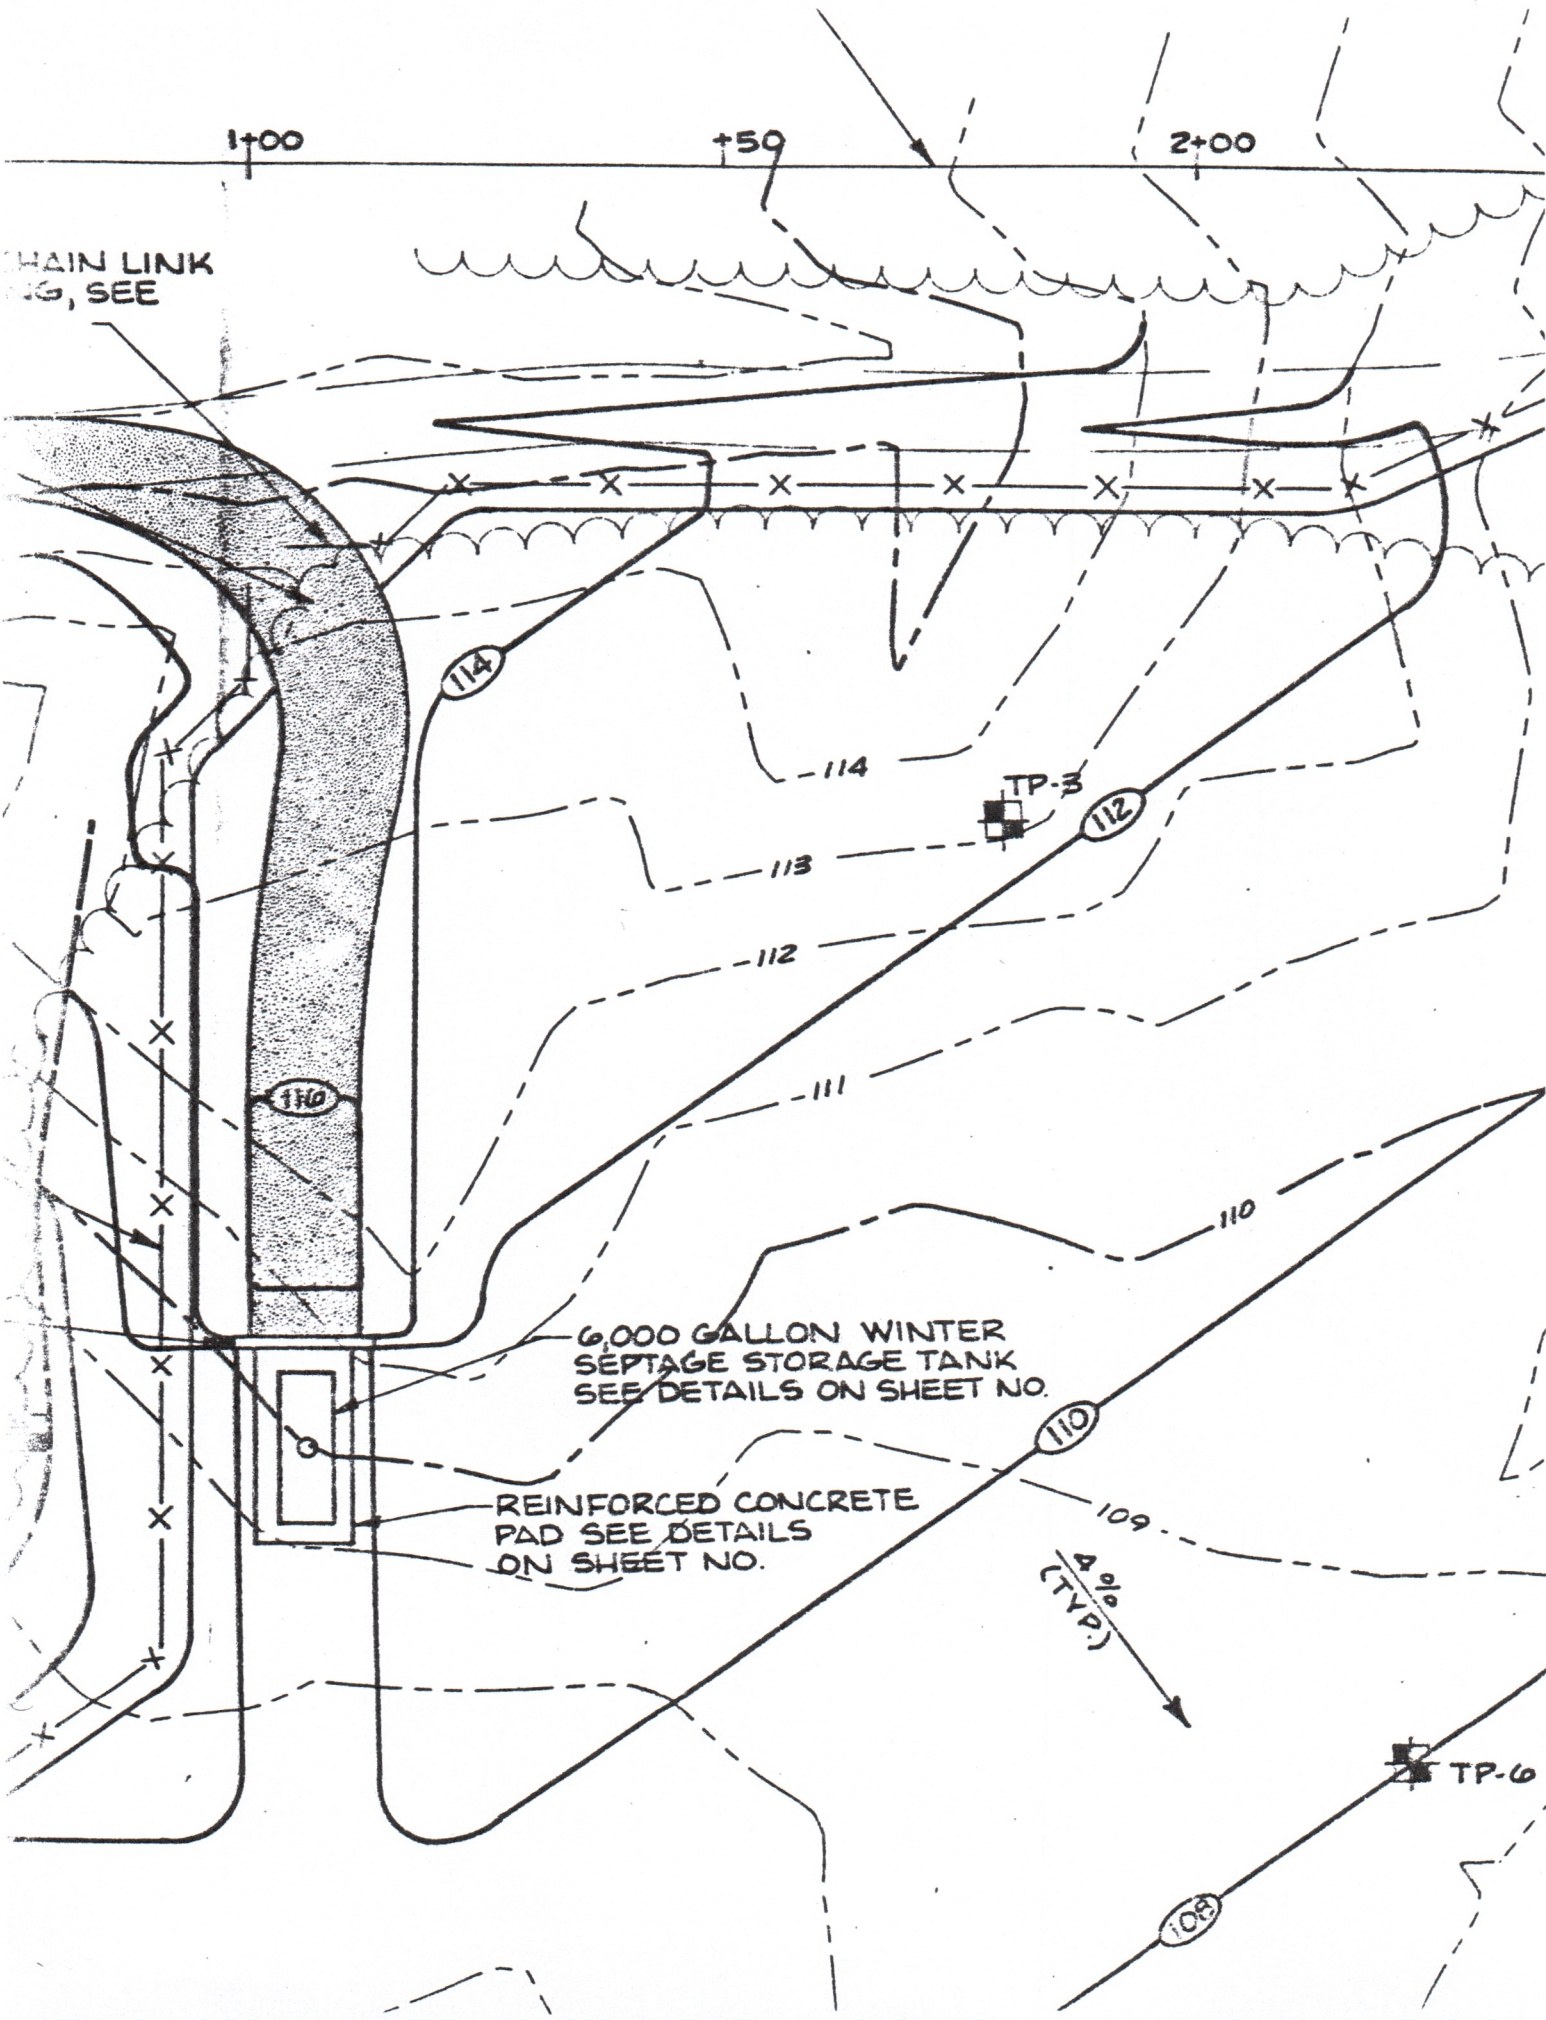 1+00 +50 2+00
HAIN LINK
NG, SEE
114
114
TP-3
112
113
112
111
116
110
6,000 GALLON WINTER
SEPTAGE STORAGE TANK
SEE DETAILS ON SHEET NO.
110
REINFORCED CONCRETE
PAD SEE DETAILS
ON SHEET NO.
109
4%
(TYP.)
TP-6
108